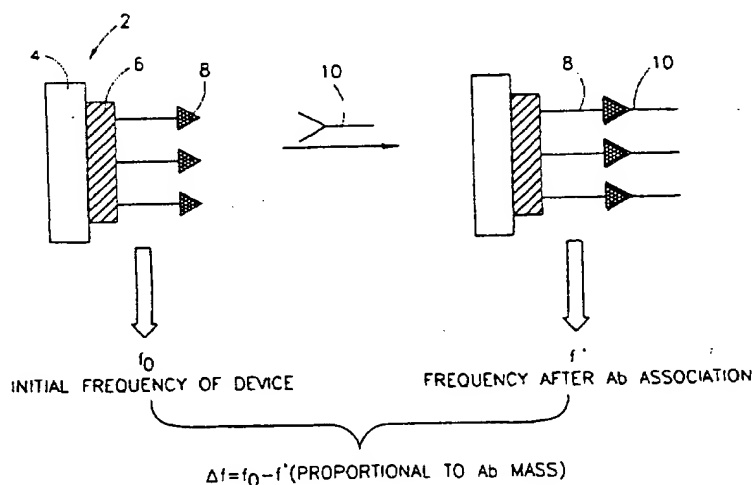 2
4
6
8
10
8
10
f0
INITIAL FREQUENCY OF DEVICE
f'
FREQUENCY AFTER Ab ASSOCIATION
Δf=f0-f'(PROPORTIONAL TO Ab MASS)